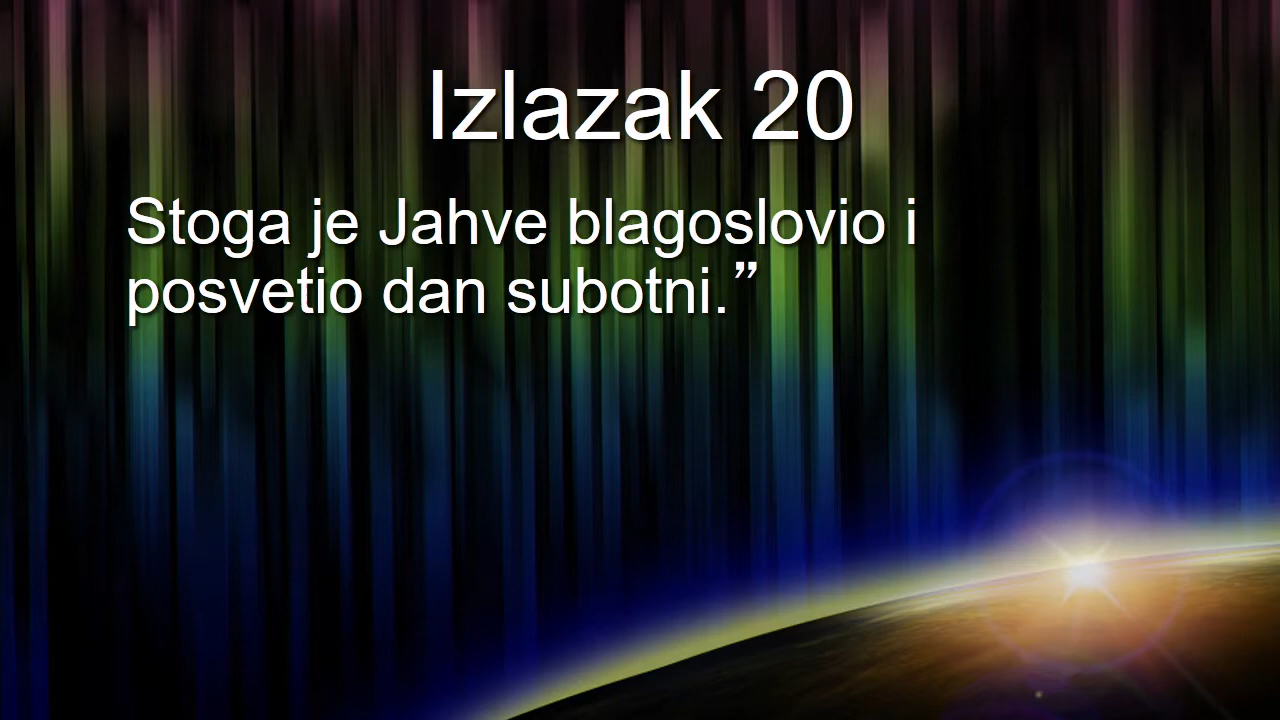 Izlazak 20
Stoga je Jahve blagoslovio i
posvetio dan subotni.”